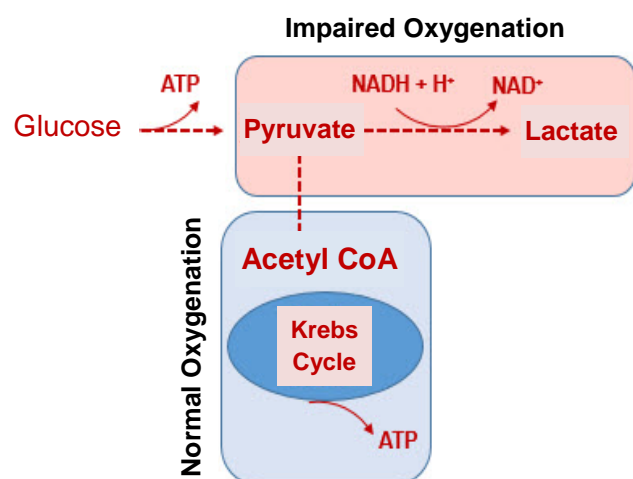 Impaired Oxygenation
ATP
NADH + H⁺
NAD⁺
Glucose
Pyruvate
Lactate
Normal Oxygenation
Acetyl CoA
Krebs
Cycle
ATP